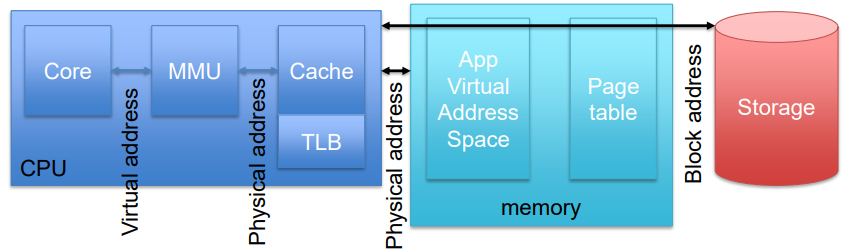 Core
MMU
Cache
TLB
CPU
Virtual address
Physical address
Physical address
App
Virtual
Address
Space
Page
table
memory
Block address
Storage